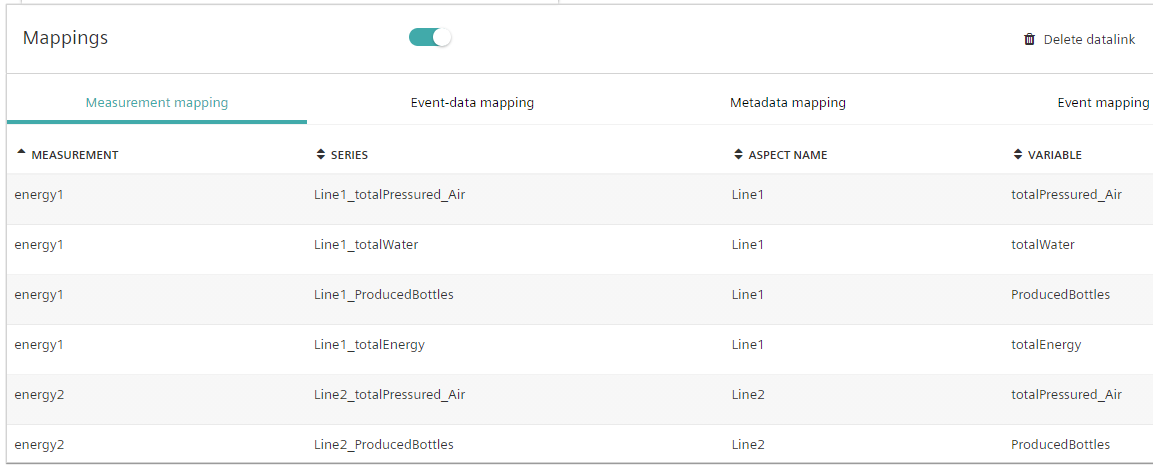 Mappings Delete datalink
Measurement mapping Event-data mapping Metadata mapping Event mapping
MEASUREMENT SERIES ASPECT NAME VARIABLE
energy1 Line1_totalPressured_Air Line1 totalPressured_Air
energy1 Line1_totalWater Line1 totalWater
energy1 Line1_ProducedBottles Line1 ProducedBottles
energy1 Line1_totalEnergy Line1 totalEnergy
energy2 Line2_totalPressured_Air Line2 totalPressured_Air
energy2 Line2_ProducedBottles Line2 ProducedBottles